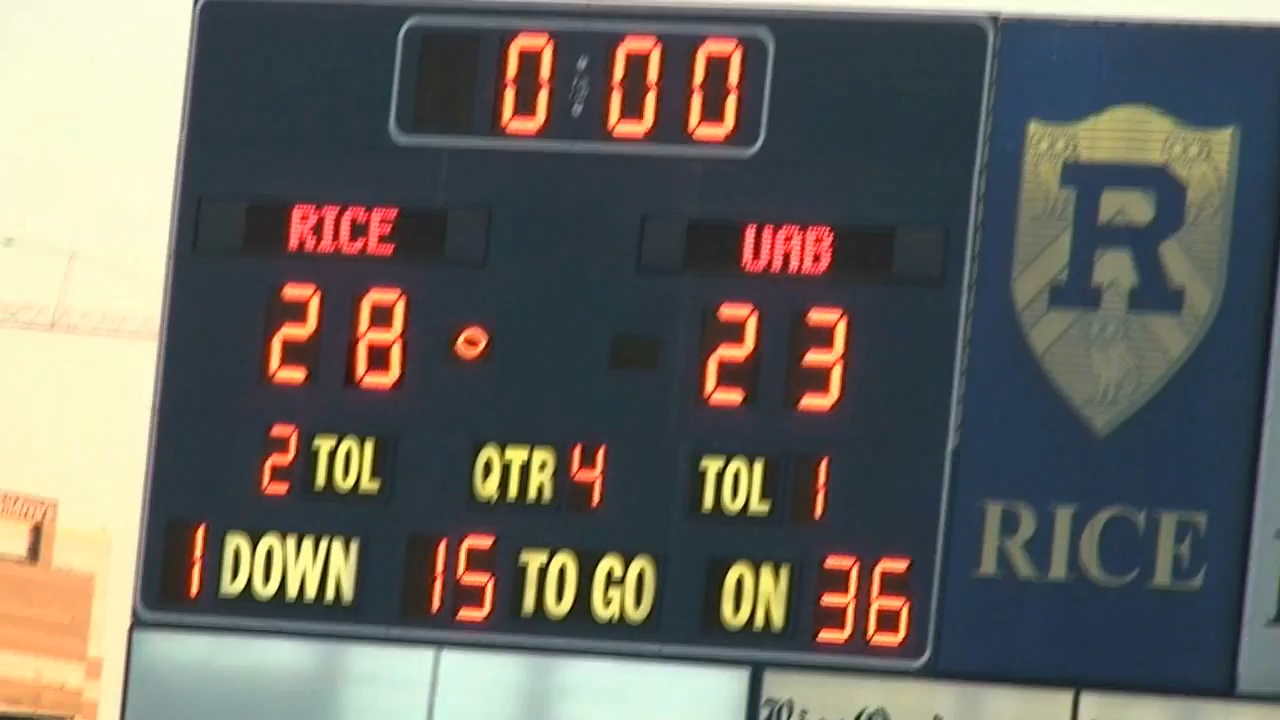 0:00
RICE UAB
28 23
2 TOL QTR 4 TOL 1
1 DOWN 15 TO GO ON 36
R
RICE